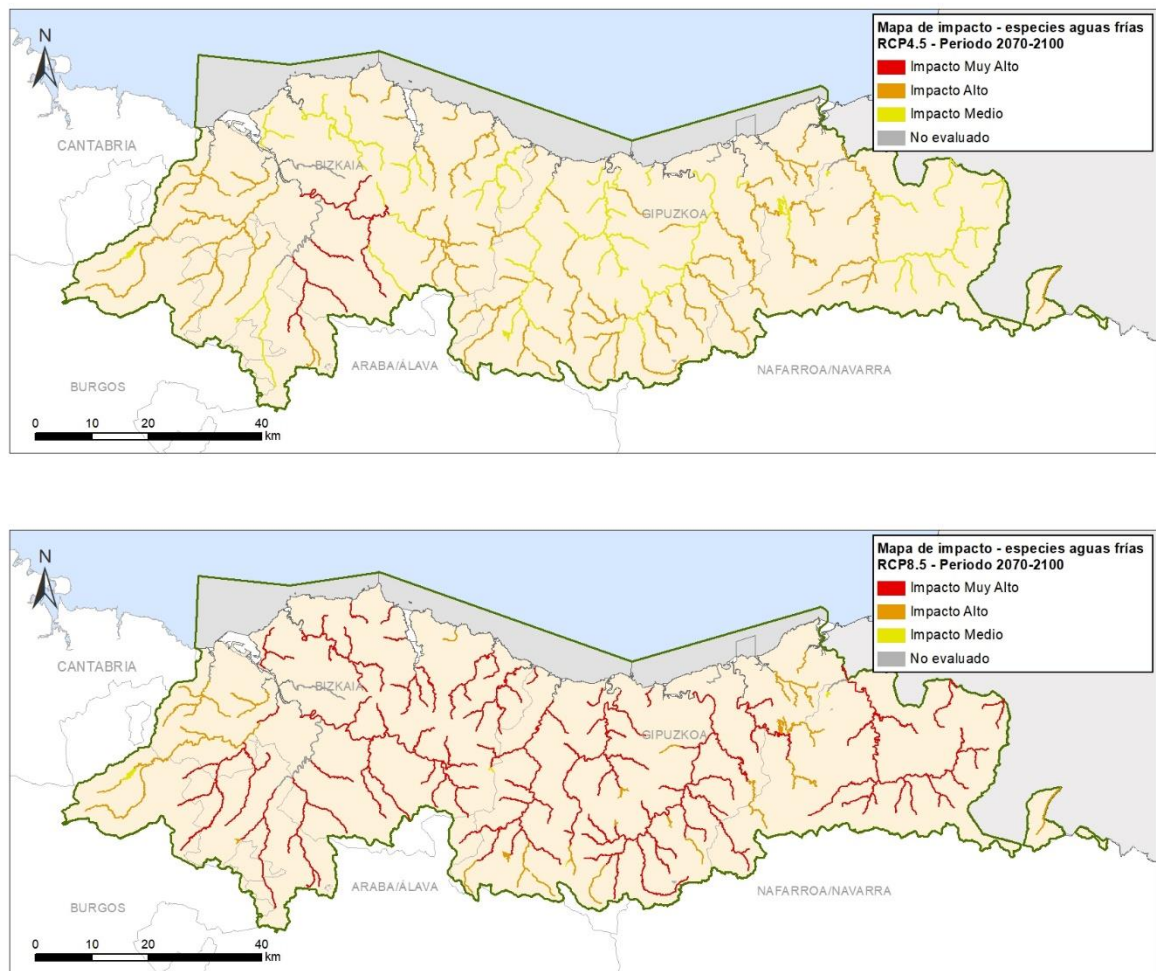 Mapa de impacto - especies aguas frías
RCP4.5 - Periodo 2070-2100
Impacto Muy Alto
Impacto Alto
Impacto Medio
No evaluado
N
CANTABRIA
BIZKAIA
GIPUZKOA
ARABA/ÁLAVA
NAFARROA/NAVARRA
BURGOS
0 10 20 40
km
Mapa de impacto - especies aguas frías
RCP8.5 - Periodo 2070-2100
Impacto Muy Alto
Impacto Alto
Impacto Medio
No evaluado
N
CANTABRIA
BIZKAIA
GIPUZKOA
ARABA/ÁLAVA
NAFARROA/NAVARRA
BURGOS
0 10 20 40
km